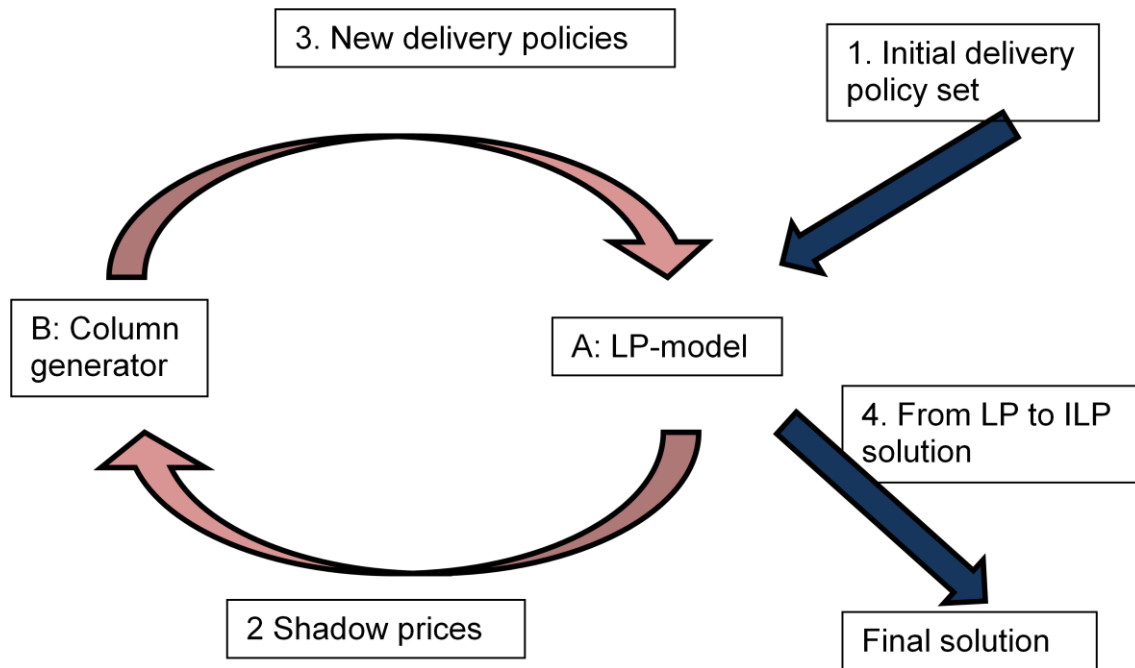 3. New delivery policies
1. Initial delivery
policy set
B: Column
generator
A: LP-model
4. From LP to ILP
solution
2 Shadow prices
Final solution